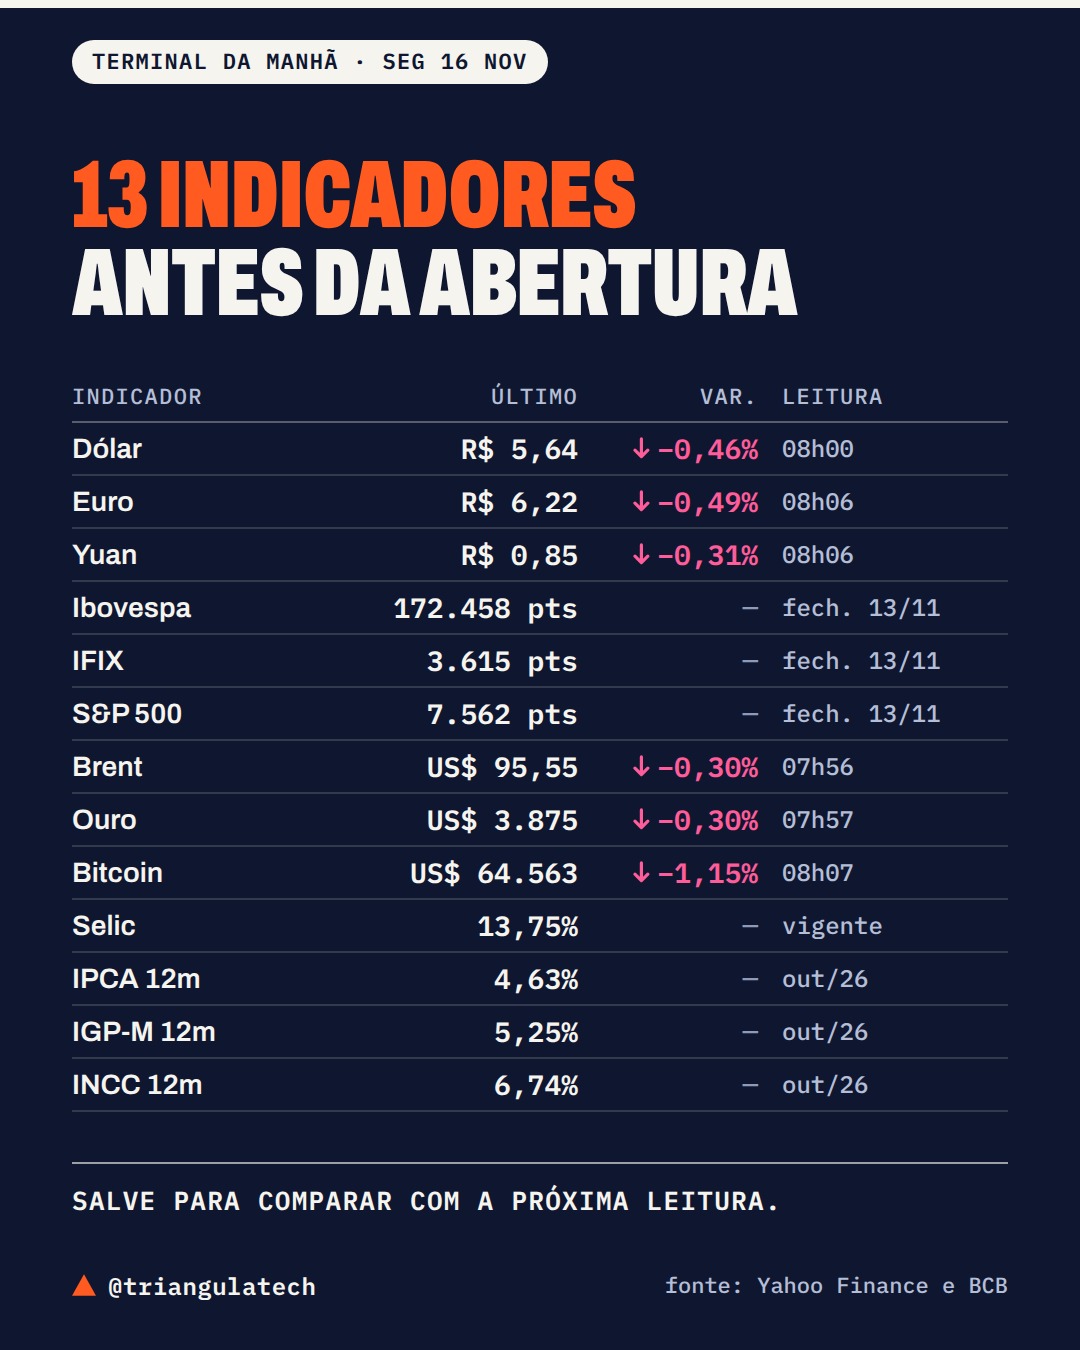 TERMINAL DA MANHÃ · SEG 16 NOV
13 INDICADORES
ANTES DA ABERTURA
INDICADOR ÚLTIMO VAR. LEITURA
Dólar R$ 5,64 ↓ −0,46% 08h00
Euro R$ 6,22 ↓ −0,49% 08h06
Yuan R$ 0,85 ↓ −0,31% 08h06
Ibovespa 172.458 pts — fech. 13/11
IFIX 3.615 pts — fech. 13/11
S&P 500 7.562 pts — fech. 13/11
Brent US$ 95,55 ↓ −0,30% 07h56
Ouro US$ 3.875 ↓ −0,30% 07h57
Bitcoin US$ 64.563 ↓ −1,15% 08h07
Selic 13,75% — vigente
IPCA 12m 4,63% — out/26
IGP-M 12m 5,25% — out/26
INCC 12m 6,74% — out/26
SALVE PARA COMPARAR COM A PRÓXIMA LEITURA.
@triangulatech fonte: Yahoo Finance e BCB